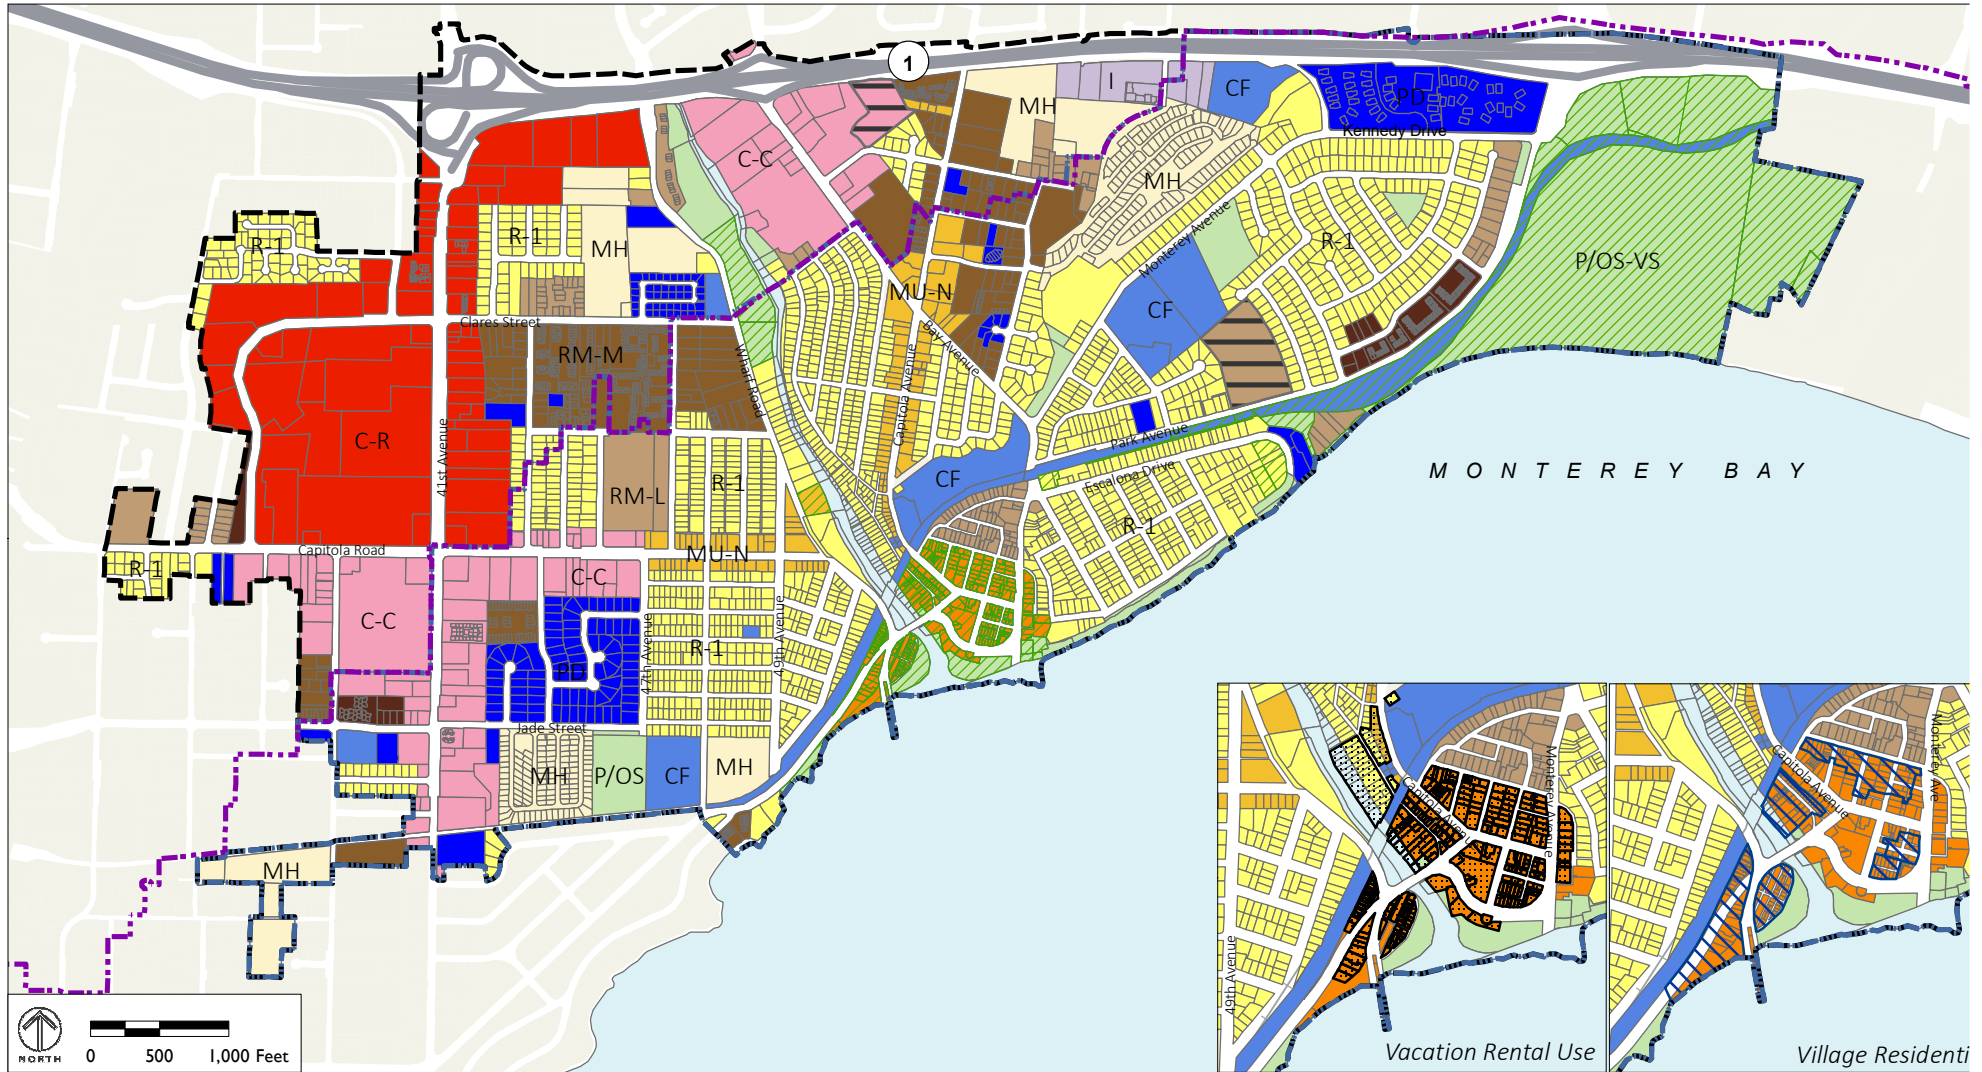 1
I
CF
PD
MH
Kennedy Drive
C-C
MH
R-1
Monterey Avenue
R-1
R-1
MH
P/OS-VS
MU-N
CF
Clares Street
Bay Avenue
RM-M
Wharf Road
Capitola Avenue
C-R
41st Avenue
Park Avenue
Escalona Drive
MONTEREY BAY
CF
R-1
RM-L
R-1
Capitola Road
MU-N
R-1
C-C
C-C
47th Avenue
49th Avenue
R-1
PD
Jade Street
MH
P/OS
CF
MH
MH
Capitola Avenue
Monterey Avenue
49th Avenue
Vacation Rental Use
Capitola Avenue
Monterey Ave
Village Residenti
NORTH
0 500 1,000 Feet